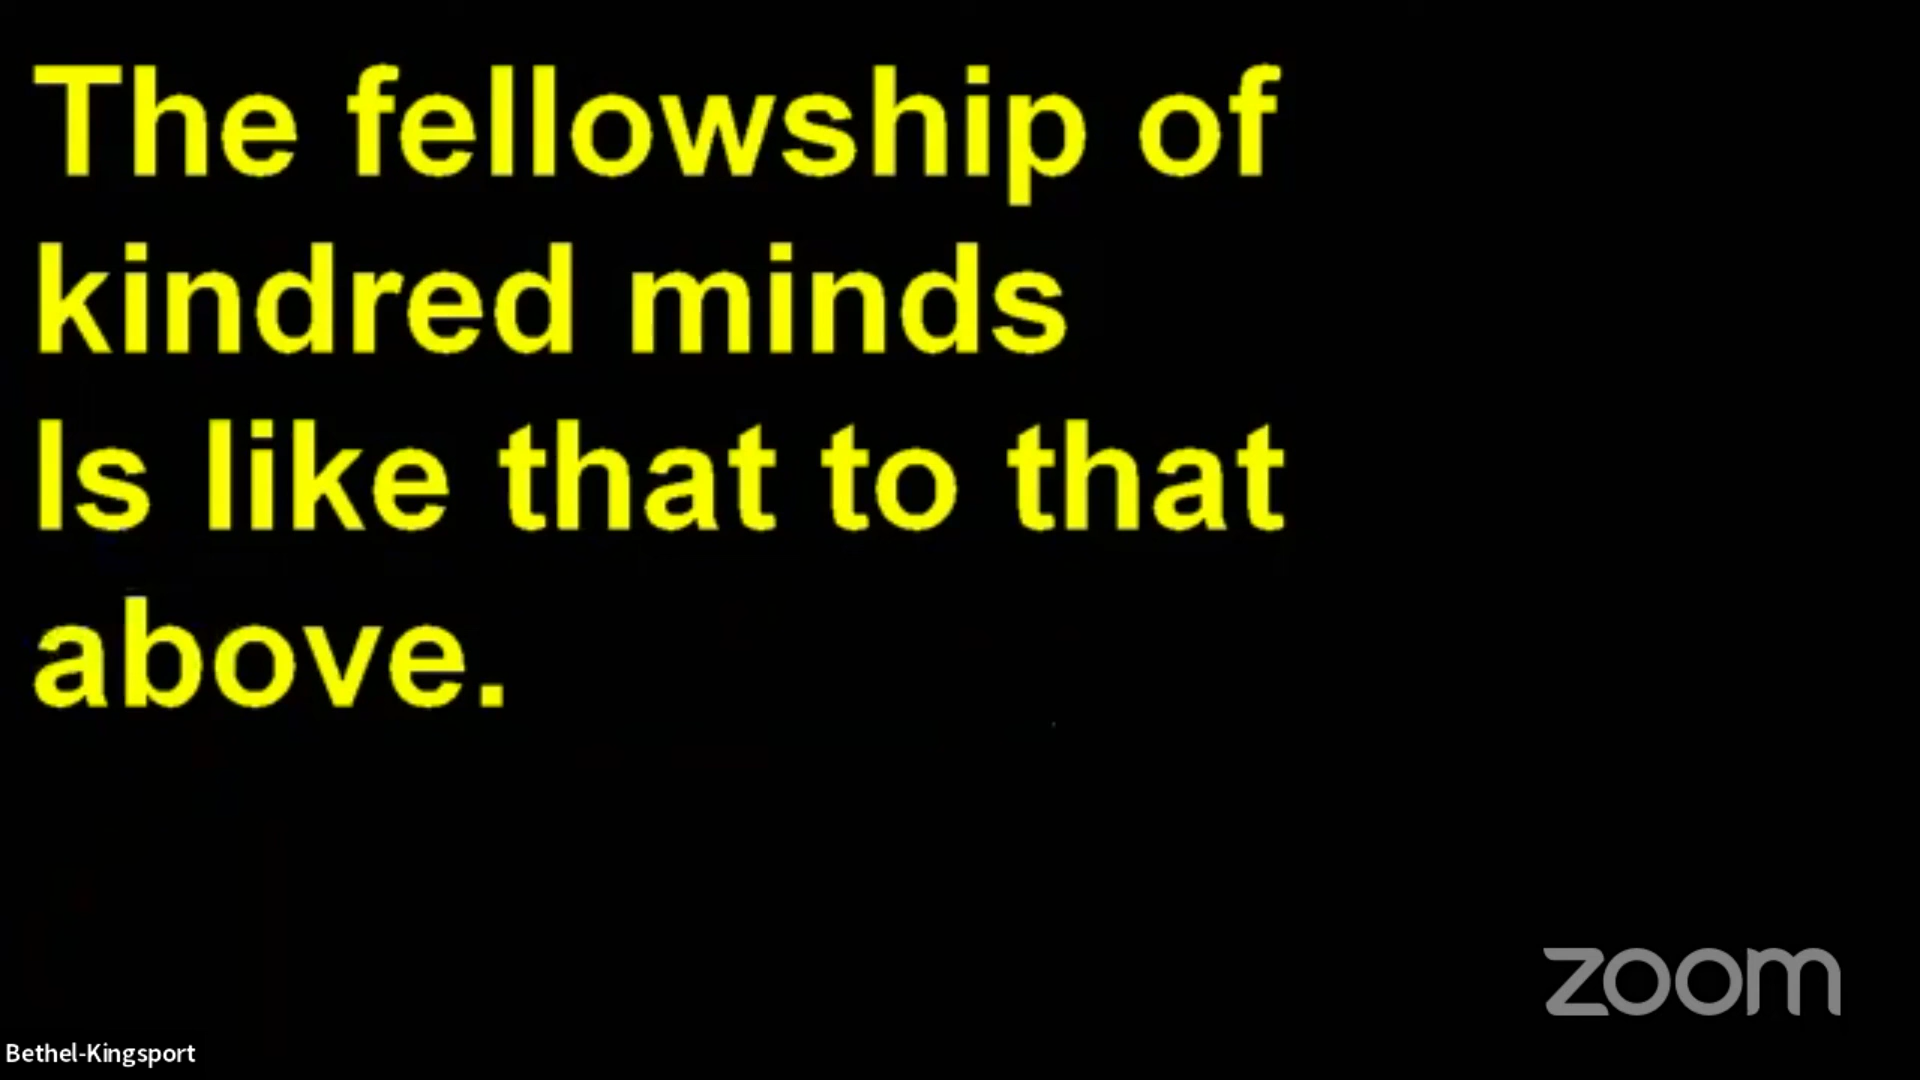 The fellowship of
kindred minds
Is like that to that
above.
zoom
Bethel-Kingsport